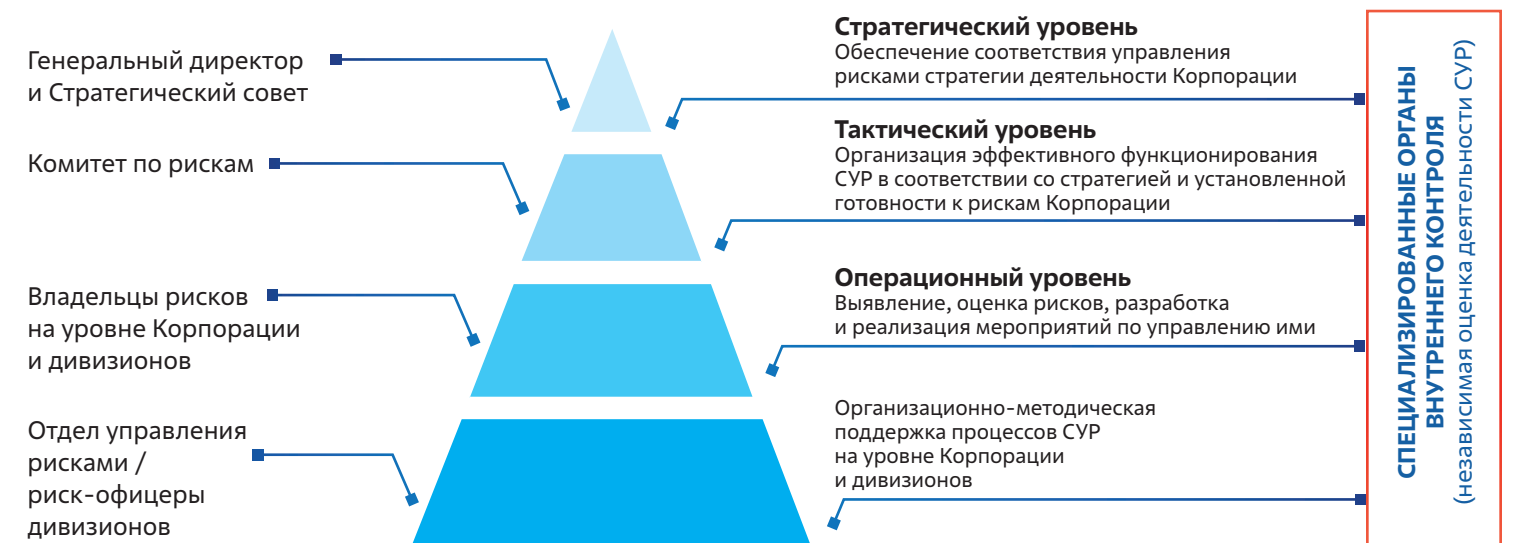 Генеральный директор
и Стратегический совет
Стратегический уровень
Обеспечение соответствия управления
рисками стратегии деятельности Корпорации
Комитет по рискам
Тактический уровень
Организация эффективного функционирования
СУР в соответствии со стратегией и установленной
готовности к рискам Корпорации
Владельцы рисков
на уровне Корпорации
и дивизионов
Операционный уровень
Выявление, оценка рисков, разработка
и реализация мероприятий по управлению ими
Отдел управления
рисками /
риск-офицеры
дивизионов
Организационно-методическая
поддержка процессов СУР
на уровне Корпорации
и дивизионов
СПЕЦИАЛИЗИРОВАННЫЕ ОРГАНЫ
ВНУТРЕННЕГО КОНТРОЛЯ
(независимая оценка деятельности СУР)